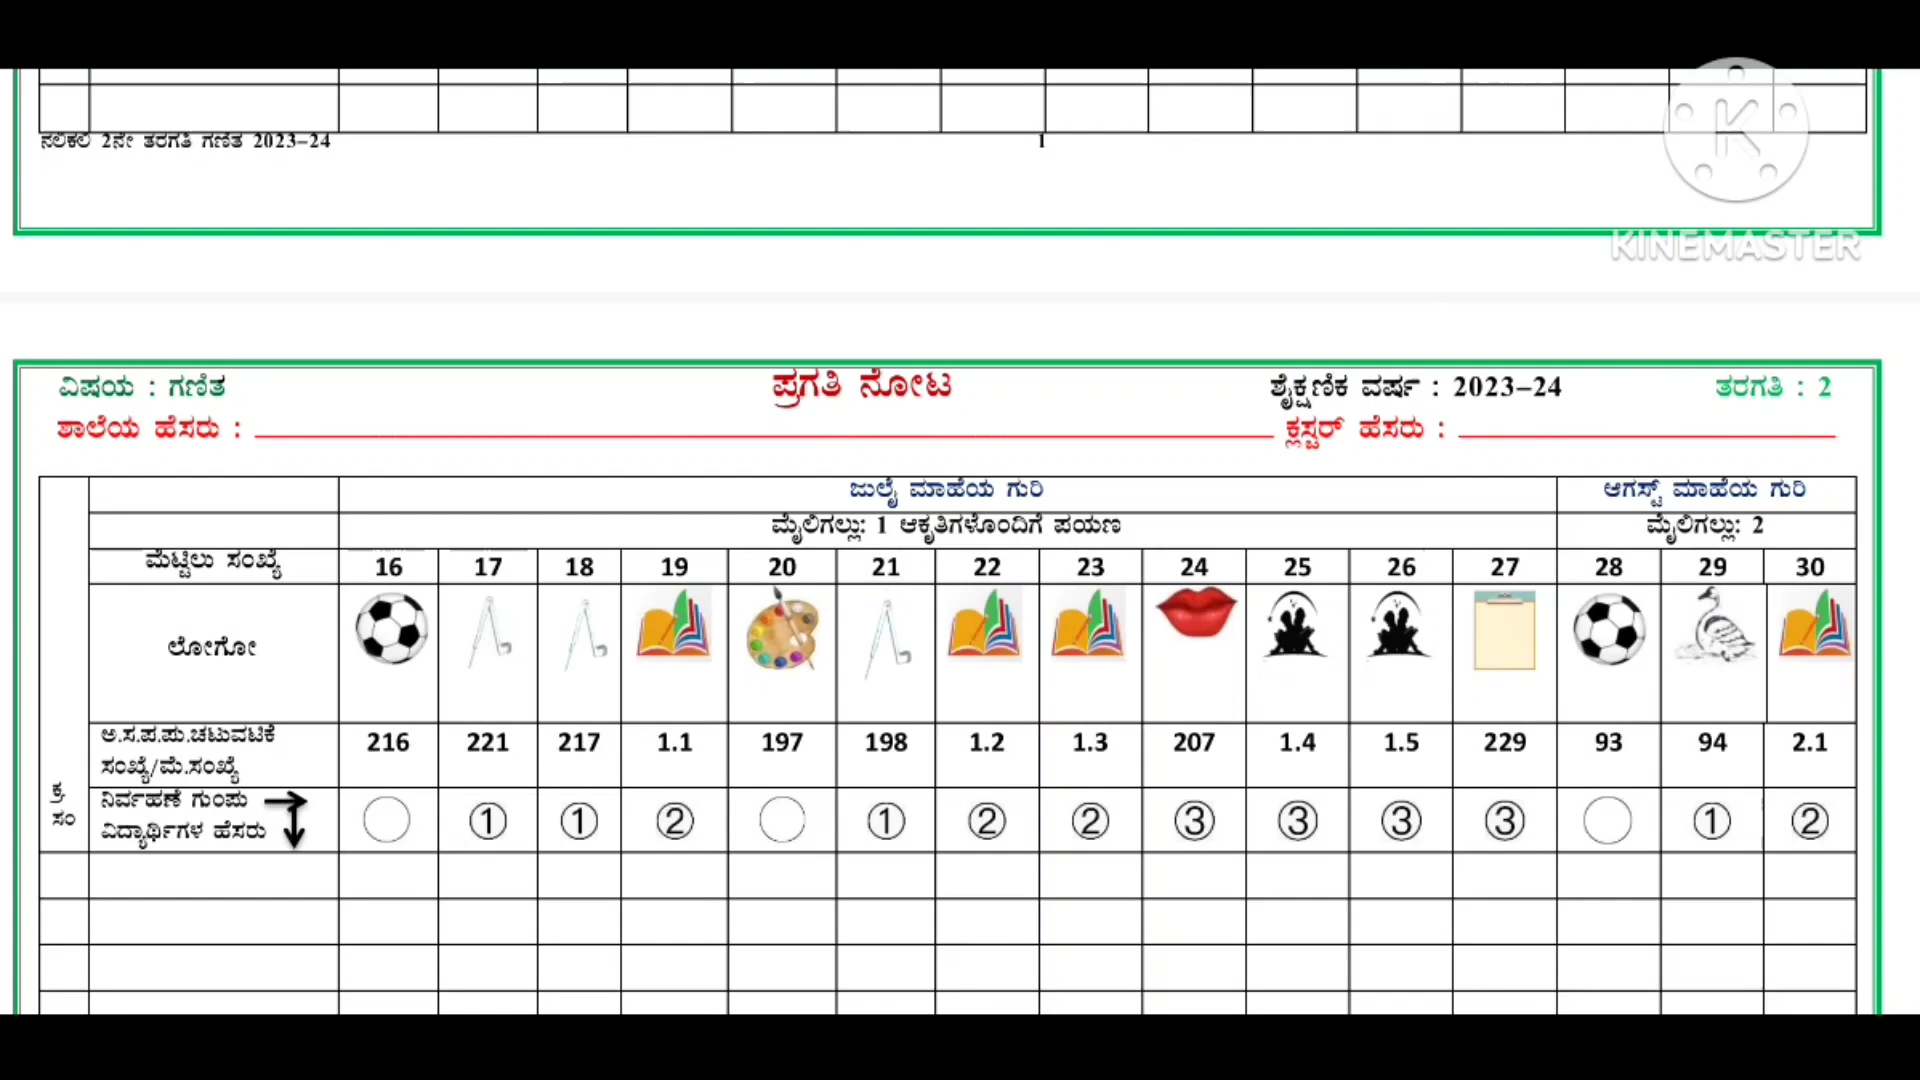 ನಲಿಕಲಿ 2ನೇ ತರಗತಿ ಗಣಿತ 2023-24 1
KINEMASTER
ವಿಷಯ : ಗಣಿತ ಪ್ರಗತಿ ನೋಟ ಶೈಕ್ಷಣಿಕ ವರ್ಷ : 2023-24 ತರಗತಿ : 2
ಶಾಲೆಯ ಹೆಸರು : ಕ್ಲಸ್ಟರ್ ಹೆಸರು :
ಜುಲೈ ಮಾಹೆಯ ಗುರಿ ಆಗಸ್ಟ್ ಮಾಹೆಯ ಗುರಿ
ಮೈಲಿಗಲ್ಲು: 1 ಆಕೃತಿಗಳೊಂದಿಗೆ ಪಯಣ ಮೈಲಿಗಲ್ಲು: 2
ಮೆಟ್ಟಿಲು ಸಂಖ್ಯೆ 16 17 18 19 20 21 22 23 24 25 26 27 28 29 30
ಲೋಗೋ
ಅ.ಸ.ಪ.ಪು.ಚಟುವಟಿಕೆ
ಸಂಖ್ಯೆ/ಮೆ.ಸಂಖ್ಯೆ 216 221 217 1.1 197 198 1.2 1.3 207 1.4 1.5 229 93 94 2.1
ಕ್ರ
ಸಂ
ನಿರ್ವಹಣೆ ಗುಂಪು
ವಿದ್ಯಾರ್ಥಿಗಳ ಹೆಸರು ① ① ② ① ② ② ③ ③ ③ ③ ① ②